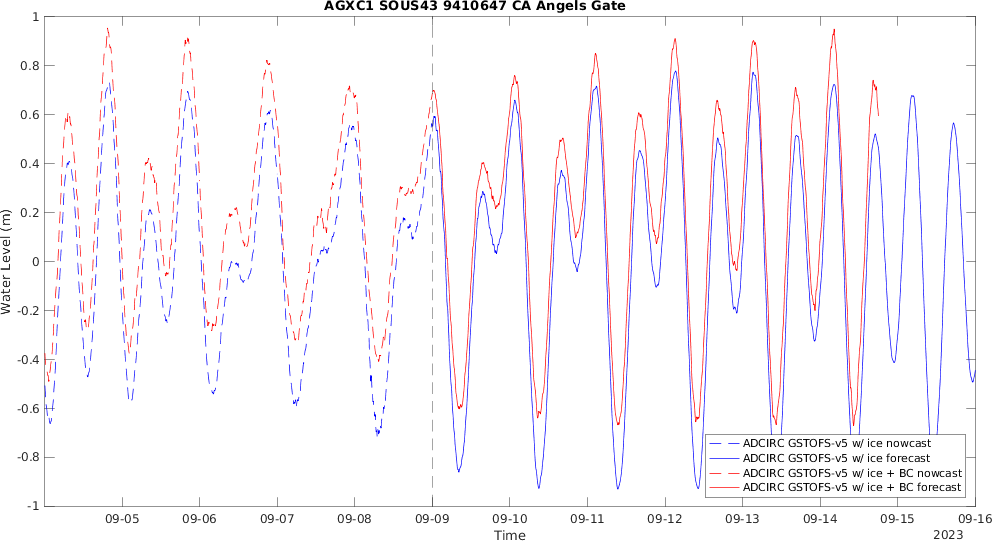 AGXC1 SOUS43 9410647 CA Angels Gate
Water Level (m)
1
0.8
0.6
0.4
0.2
0
-0.2
-0.4
-0.6
-0.8
-1
ADCIRC GSTOFS-v5 w/ ice nowcast
ADCIRC GSTOFS-v5 w/ ice forecast
ADCIRC GSTOFS-v5 w/ ice + BC nowcast
ADCIRC GSTOFS-v5 w/ ice + BC forecast
09-05 09-06 09-07 09-08 09-09 09-10 09-11 09-12 09-13 09-14 09-15 09-16
Time
2023